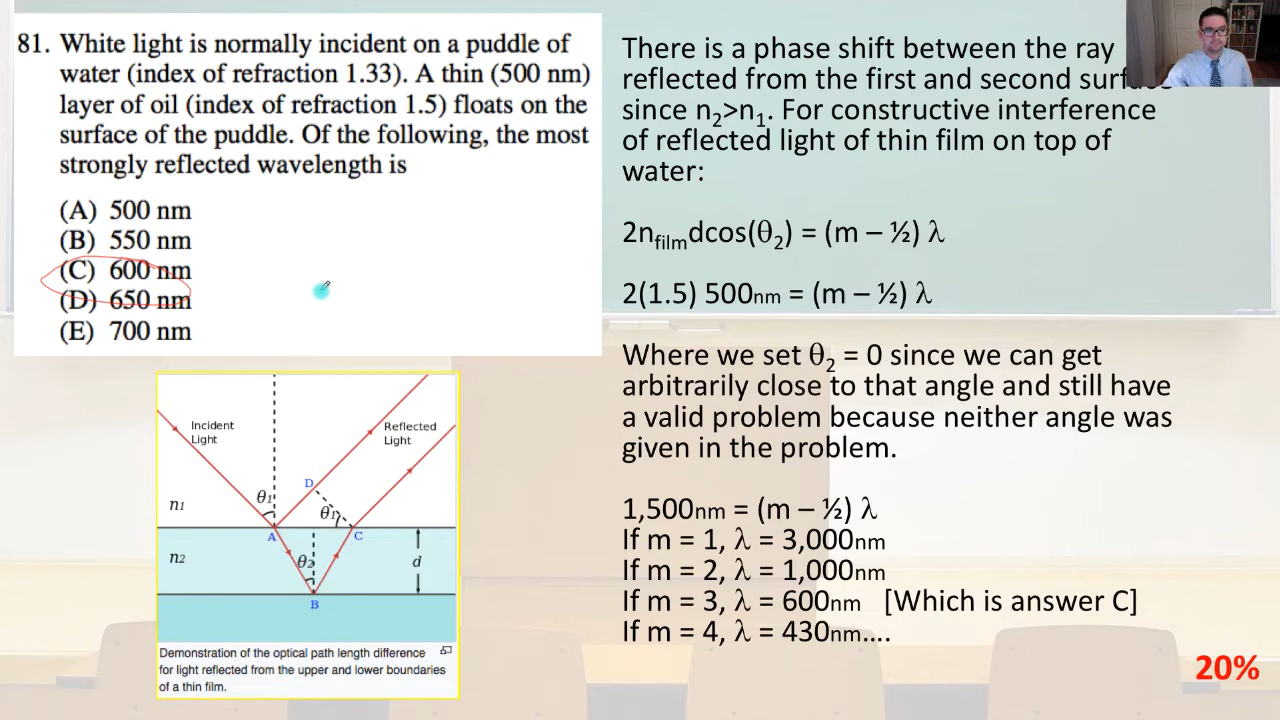 81. White light is normally incident on a puddle of
water (index of refraction 1.33). A thin (500 nm)
layer of oil (index of refraction 1.5) floats on the
surface of the puddle. Of the following, the most
strongly reflected wavelength is
(A) 500 nm
(B) 550 nm
(C) 600 nm
(D) 650 nm
(E) 700 nm
Incident
Light
Reflected
Light
D
θ₁
θ₁
n₁
A
C
n₂
θ₂
d
B
Demonstration of the optical path length difference
for light reflected from the upper and lower boundaries
of a thin film.
There is a phase shift between the ray
reflected from the first and second
since n₂>n₁. For constructive interference
of reflected light of thin film on top of
water:
2n_film dcos(θ₂) = (m – ½) λ
2(1.5) 500nm = (m – ½) λ
Where we set θ₂ = 0 since we can get
arbitrarily close to that angle and still have
a valid problem because neither angle was
given in the problem.
1,500nm = (m – ½) λ
If m = 1, λ = 3,000nm
If m = 2, λ = 1,000nm
If m = 3, λ = 600nm [Which is answer C]
If m = 4, λ = 430nm....
20%